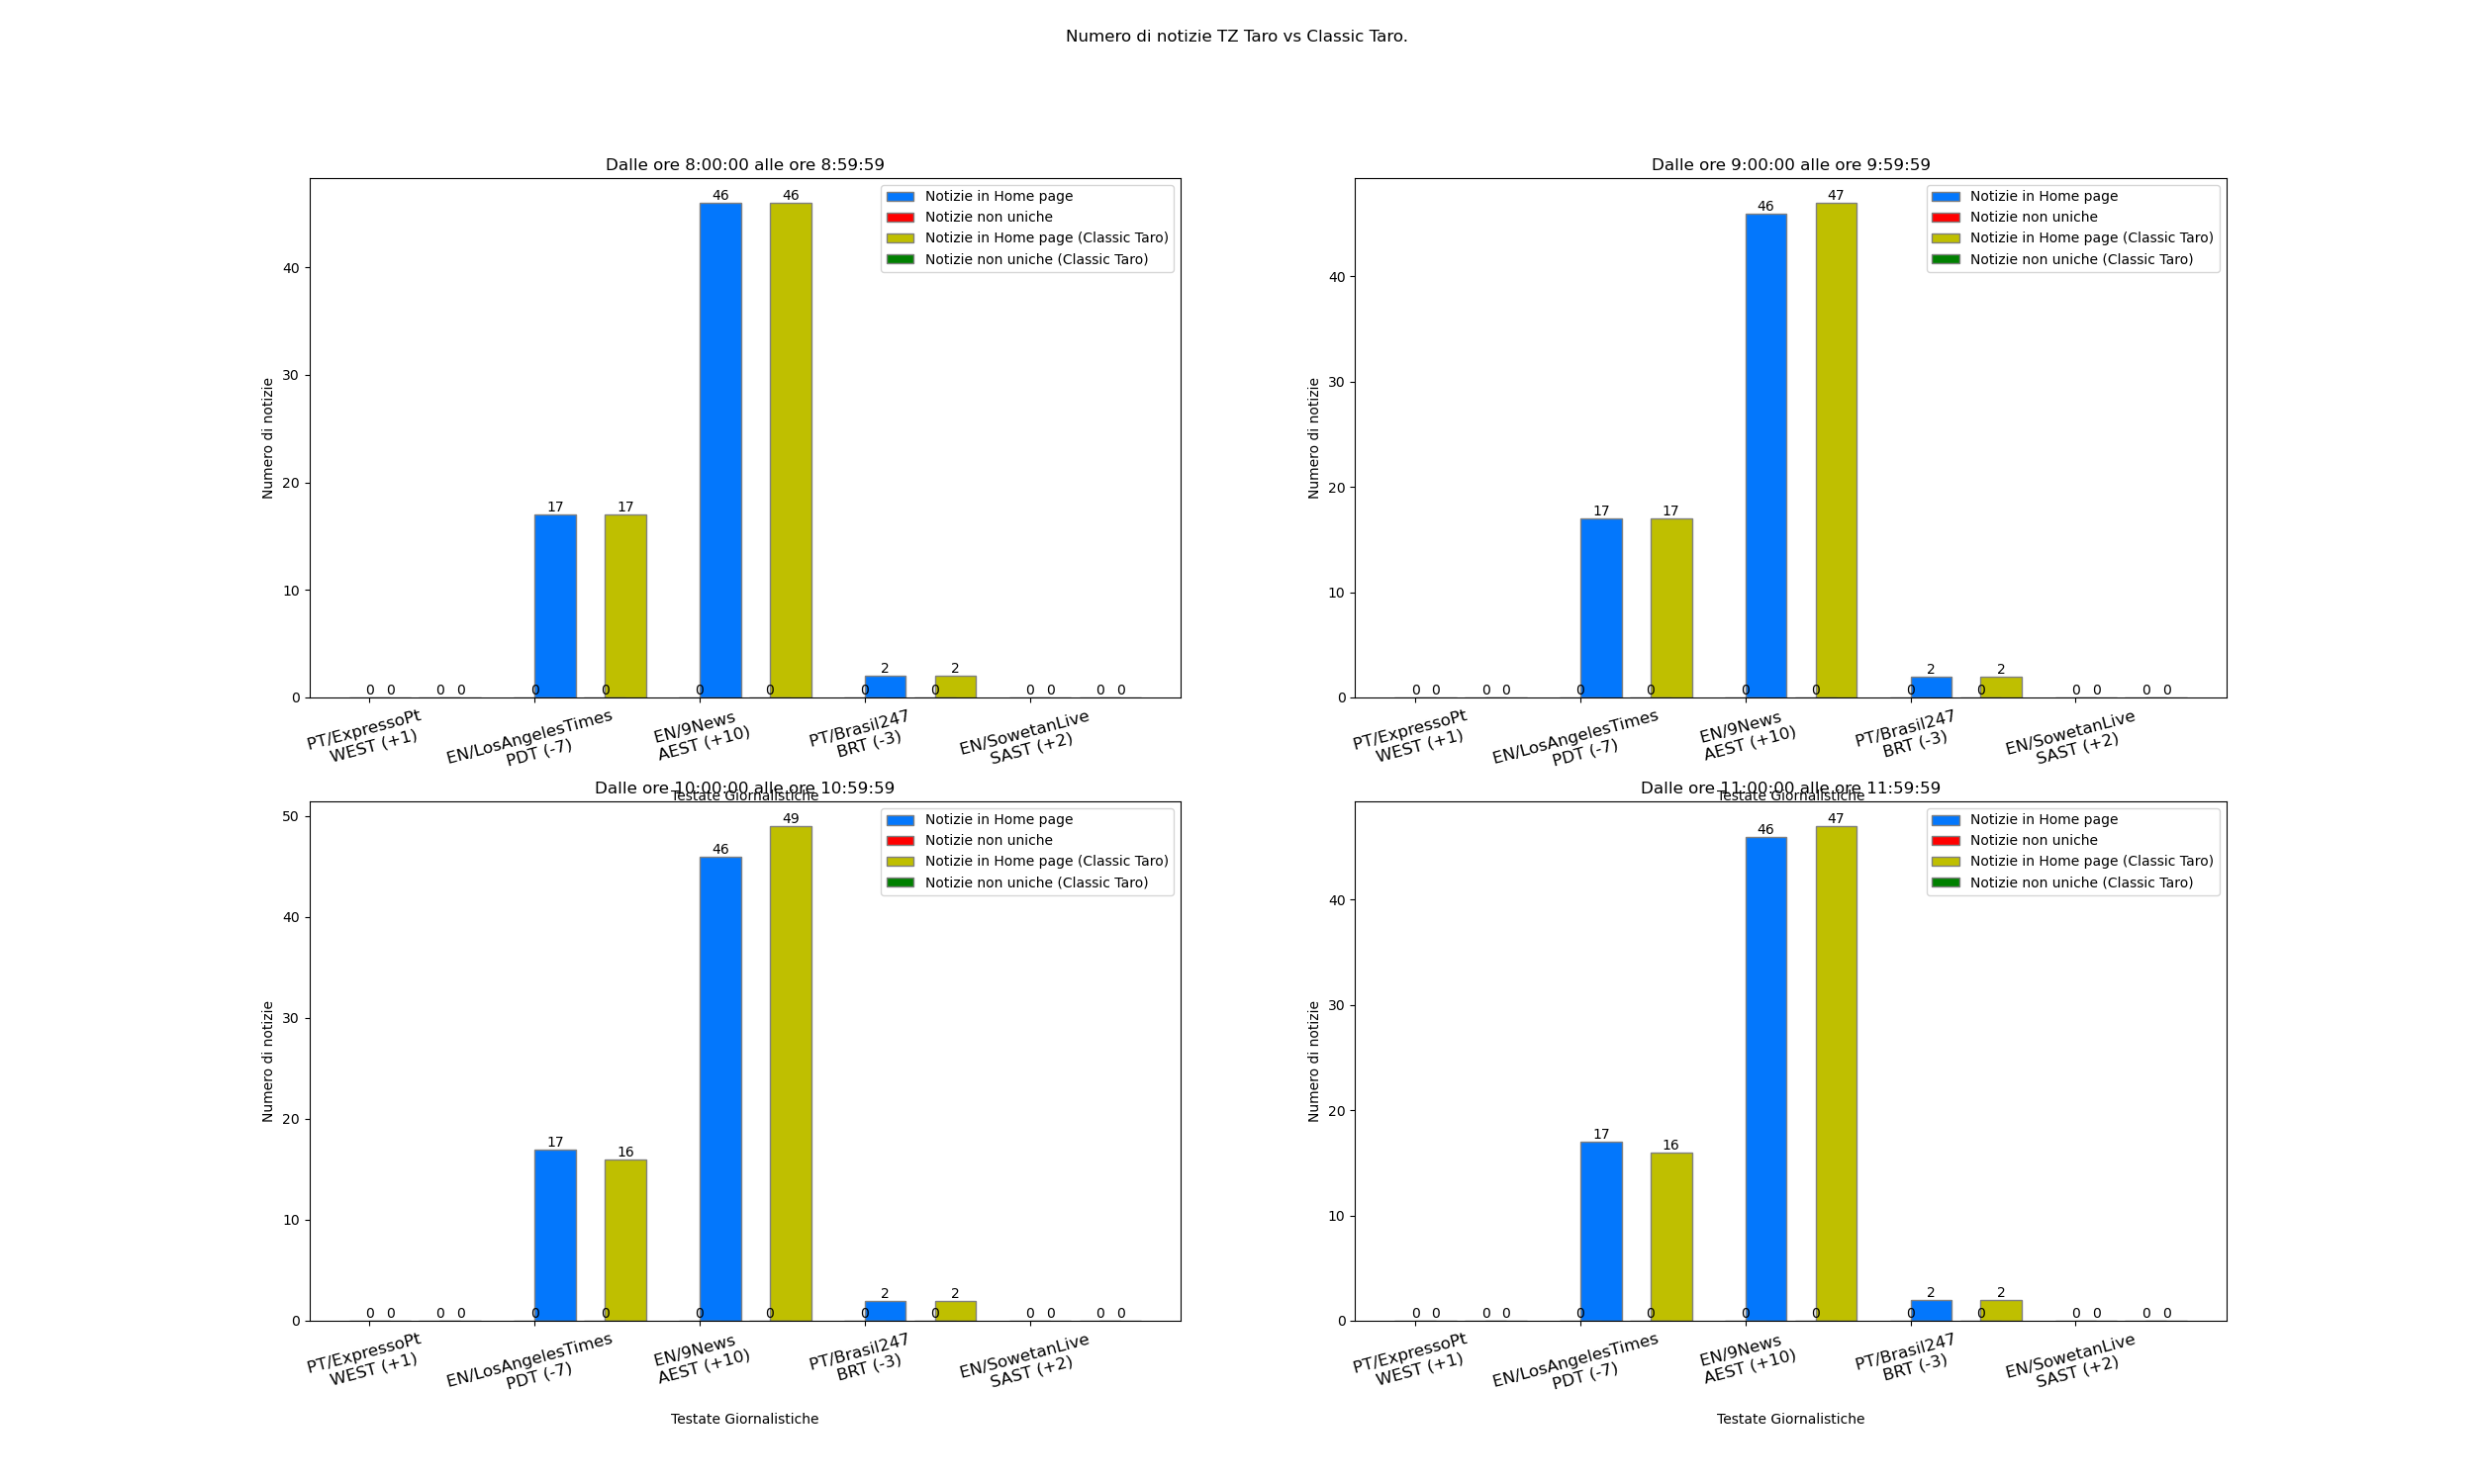 Numero di notizie TZ Taro vs Classic Taro.
Dalle ore 8:00:00 alle ore 8:59:59
Numero di notizie
40
30
20
10
0
46 46
17 17
2 2
0 0 0 0 0 0 0 0 0 0 0 0 0 0
Notizie in Home page
Notizie non uniche
Notizie in Home page (Classic Taro)
Notizie non uniche (Classic Taro)
PT/ExpressoPt
WEST (+1)
EN/LosAngelesTimes
PDT (-7)
EN/9News
AEST (+10)
PT/Brasil247
BRT (-3)
EN/SowetanLive
SAST (+2)
Testate Giornalistiche
Dalle ore 9:00:00 alle ore 9:59:59
Numero di notizie
40
30
20
10
0
46 47
17 17
2 2
0 0 0 0 0 0 0 0 0 0 0 0 0 0
Notizie in Home page
Notizie non uniche
Notizie in Home page (Classic Taro)
Notizie non uniche (Classic Taro)
PT/ExpressoPt
WEST (+1)
EN/LosAngelesTimes
PDT (-7)
EN/9News
AEST (+10)
PT/Brasil247
BRT (-3)
EN/SowetanLive
SAST (+2)
Testate Giornalistiche
Dalle ore 10:00:00 alle ore 10:59:59
Numero di notizie
50
40
30
20
10
0
46 49
17 16
2 2
0 0 0 0 0 0 0 0 0 0 0 0 0 0
Notizie in Home page
Notizie non uniche
Notizie in Home page (Classic Taro)
Notizie non uniche (Classic Taro)
PT/ExpressoPt
WEST (+1)
EN/LosAngelesTimes
PDT (-7)
EN/9News
AEST (+10)
PT/Brasil247
BRT (-3)
EN/SowetanLive
SAST (+2)
Testate Giornalistiche
Dalle ore 11:00:00 alle ore 11:59:59
Numero di notizie
40
30
20
10
0
46 47
17 16
2 2
0 0 0 0 0 0 0 0 0 0 0 0 0 0
Notizie in Home page
Notizie non uniche
Notizie in Home page (Classic Taro)
Notizie non uniche (Classic Taro)
PT/ExpressoPt
WEST (+1)
EN/LosAngelesTimes
PDT (-7)
EN/9News
AEST (+10)
PT/Brasil247
BRT (-3)
EN/SowetanLive
SAST (+2)
Testate Giornalistiche